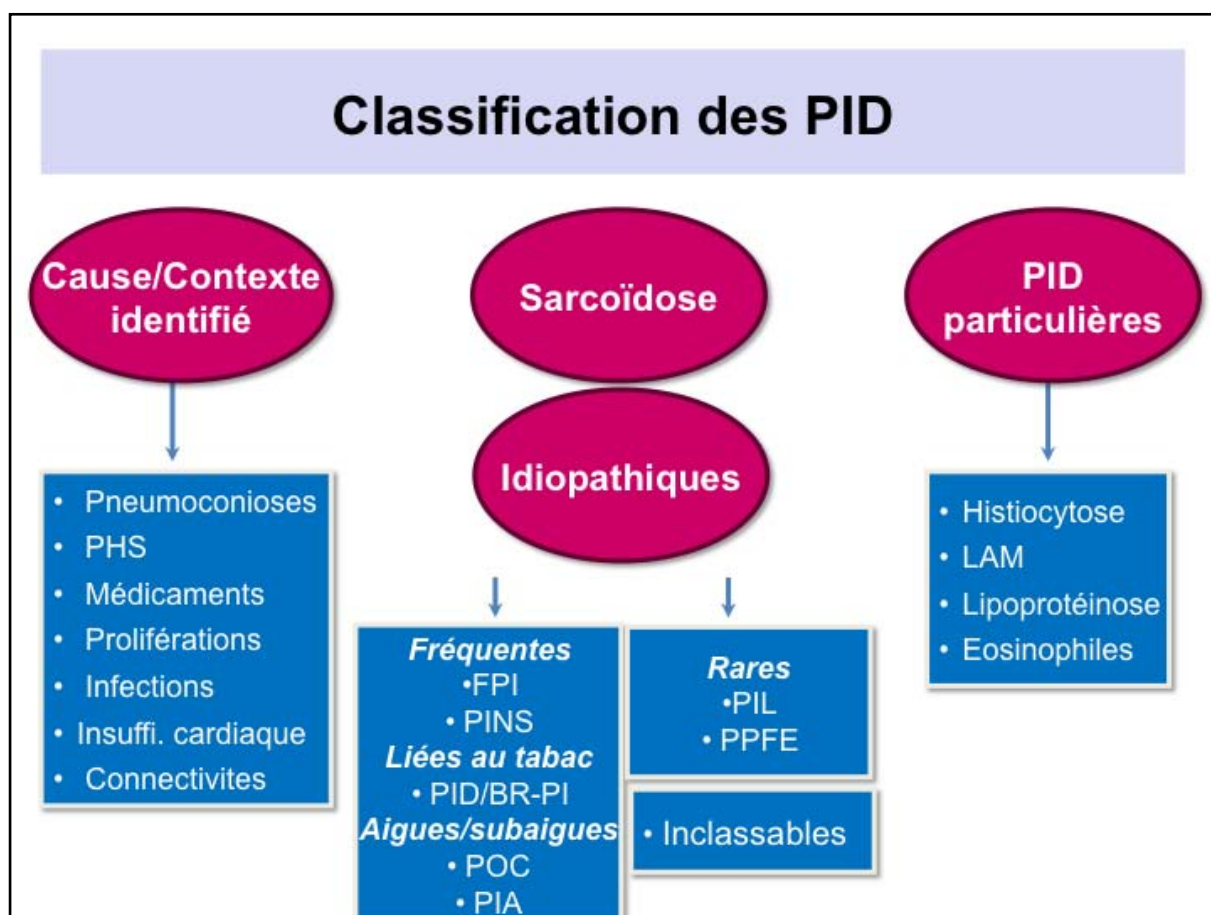 Classification des PID
Cause/Contexte
identifié
• Pneumoconioses
• PHS
• Médicaments
• Proliférations
• Infections
• Insuffi. cardiaque
• Connectivites
Sarcoïdose
Idiopathiques
Fréquentes
•FPI
• PINS
Liées au tabac
• PID/BR-PI
Aigues/subaigues
• POC
• PIA
Rares
•PIL
• PPFE
• Inclassables
PID
particulières
• Histiocytose
• LAM
• Lipoprotéinose
• Eosinophiles